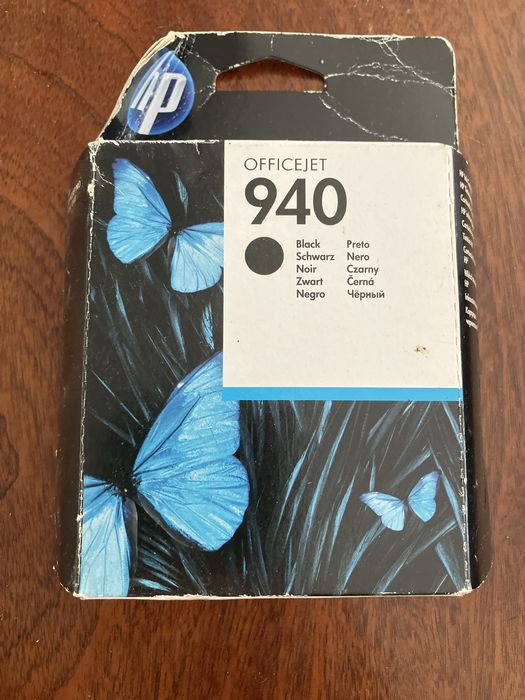 hp
OFFICEJET
940
Black Preto
Schwarz Nero
Noir Czarny
Zwart Černá
Negro Чёрный